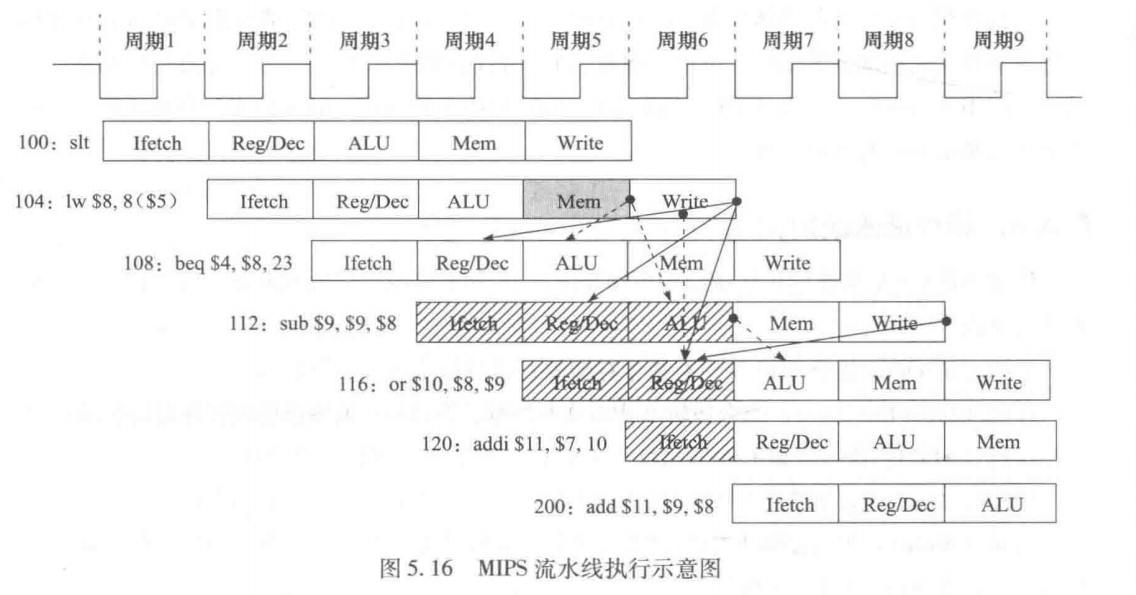 周期1 周期2 周期3 周期4 周期5 周期6 周期7 周期8 周期9
100：slt Ifetch Reg/Dec ALU Mem Write
104：lw $8, 8($5) Ifetch Reg/Dec ALU Mem Write
108：beq $4, $8, 23 Ifetch Reg/Dec ALU Mem Write
112：sub $9, $9, $8 Ifetch Reg/Dec ALU Mem Write
116：or $10, $8, $9 Ifetch Reg/Dec ALU Mem Write
120：addi $11, $7, 10 Ifetch Reg/Dec ALU Mem
200：add $11, $9, $8 Ifetch Reg/Dec ALU
图 5.16 MIPS 流水线执行示意图